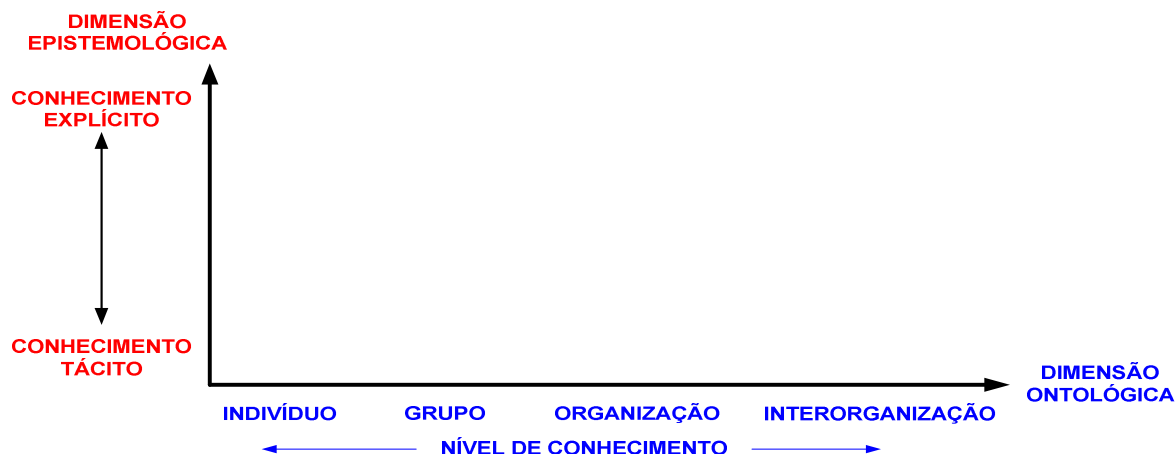 DIMENSÃO
EPISTEMOLÓGICA
CONHECIMENTO
EXPLÍCITO
CONHECIMENTO
TÁCITO
DIMENSÃO
ONTOLÓGICA
INDIVÍDUO GRUPO ORGANIZAÇÃO INTERORGANIZAÇÃO
NÍVEL DE CONHECIMENTO